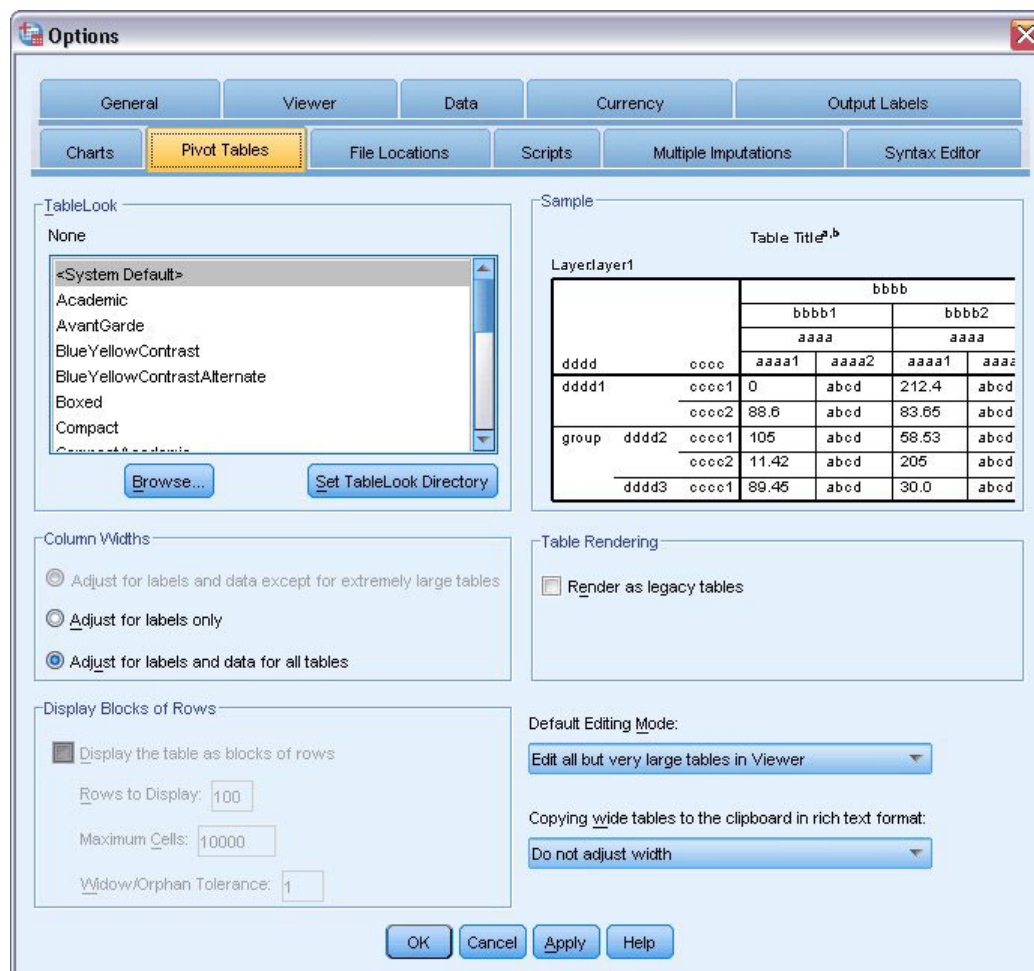 Options
General Viewer Data Currency Output Labels
Charts Pivot Tables File Locations Scripts Multiple Imputations Syntax Editor
TableLook
None
<System Default>
Academic
AvantGarde
BlueYellowContrast
BlueYellowContrastAlternate
Boxed
Compact
Browse... Set TableLook Directory
Sample
Table Titlea,b
Layer:layer1
bbbb
bbbb1 bbbb2
aaaa aaaa
dddd cccc aaaa1 aaaa2 aaaa1
dddd1 cccc1 0 abcd 212.4 abcd
cccc2 88.6 abcd 83.65 abcd
group dddd2 cccc1 105 abcd 58.53 abcd
cccc2 11.42 abcd 205 abcd
dddd3 cccc1 89.45 abcd 30.0 abcd
Column Widths
Adjust for labels and data except for extremely large tables
Adjust for labels only
Adjust for labels and data for all tables
Table Rendering
Render as legacy tables
Display Blocks of Rows
Display the table as blocks of rows
Rows to Display: 100
Maximum Cells: 10000
Widow/Orphan Tolerance: 1
Default Editing Mode:
Edit all but very large tables in Viewer
Copying wide tables to the clipboard in rich text format:
Do not adjust width
OK Cancel Apply Help